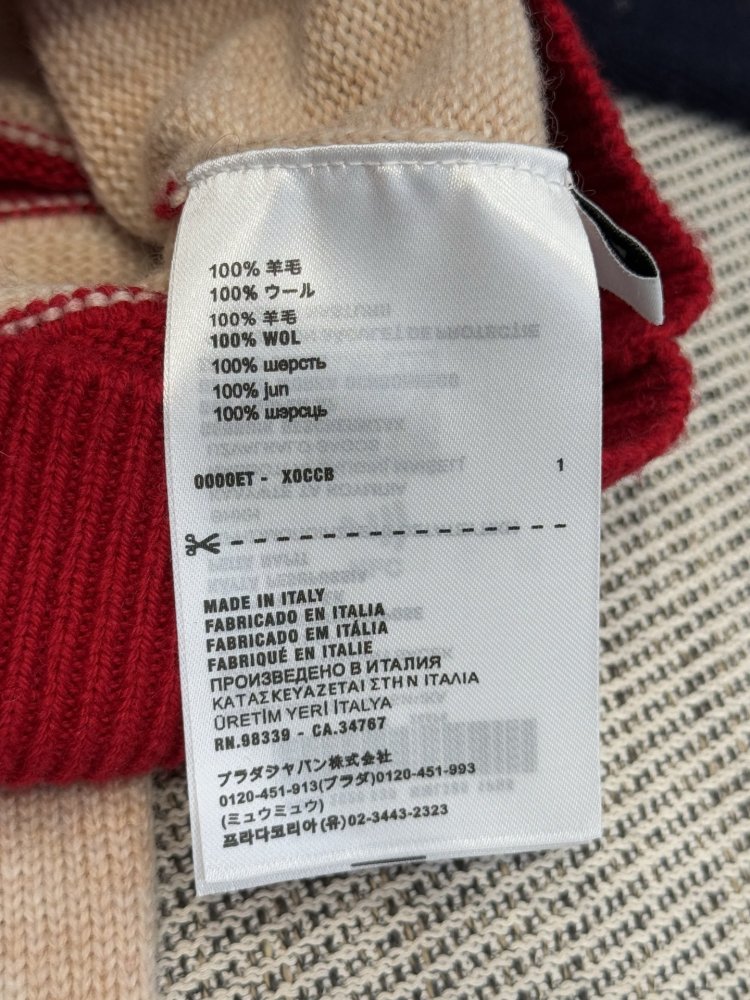 100% 羊毛
100% ウール
100% 羊毛
100% WOL
100% шерсть
100% jun
100% шэрсць
0000ET - X0CCB 1
MADE IN ITALY
FABRICADO EN ITALIA
FABRICADO EM ITÁLIA
FABRIQUÉ EN ITALIE
ПРОИЗВЕДЕНО В ИТАЛИЯ
ΚΑΤΑΣΚΕΥΑΖΕΤΑΙ ΣΤΗ Ν ΙΤΑΛΙΑ
ÜRETİM YERİ İTALYA
RN.98339 - CA.34767
プラダジャパン株式会社
0120-451-913(プラダ)0120-451-993
(ミュウミュウ)
프라다코리아(유)02-3443-2323